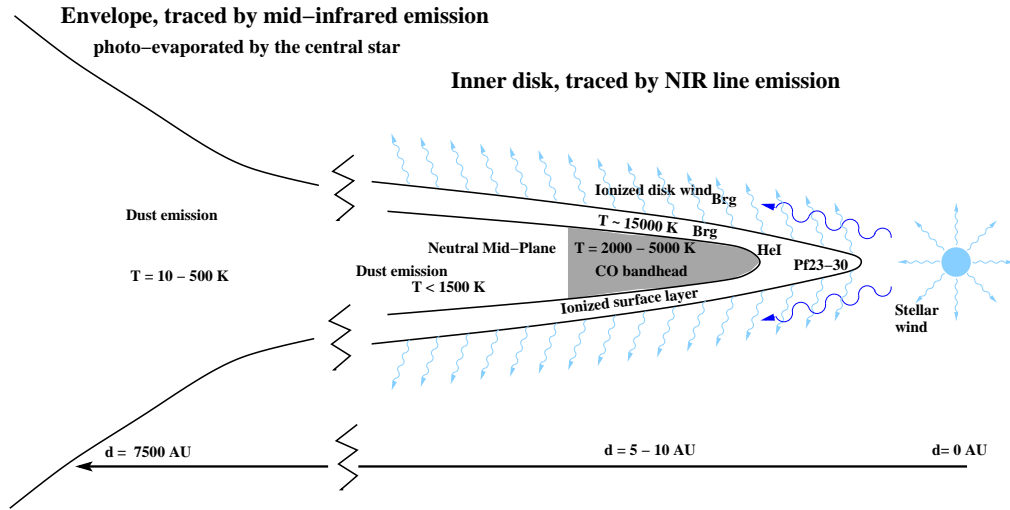 Envelope, traced by mid−infrared emission
photo−evaporated by the central star
Inner disk, traced by NIR line emission
Ionized disk wind
Brg
Dust emission
T ~ 15000 K
Brg
Neutral Mid−Plane
T = 2000 − 5000 K
HeI
Pf23−30
T = 10 − 500 K
Dust emission
CO bandhead
T < 1500 K
Ionized surface layer
Stellar
wind
d = 7500 AU
d = 5 − 10 AU
d= 0 AU